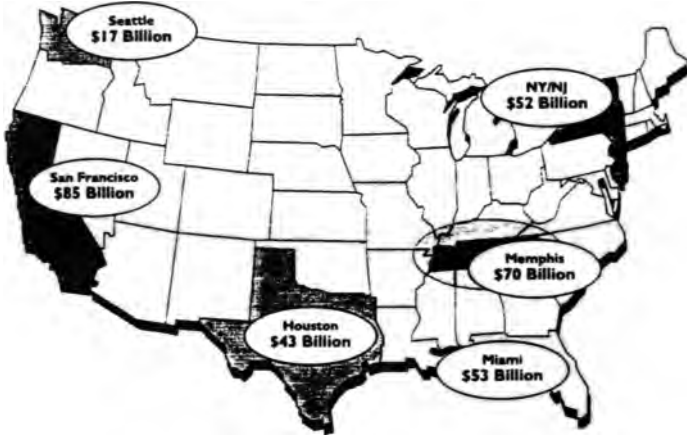 Seattle
$17 Billion
NY/NJ
$52 Billion
San Francisco
$85 Billion
Memphis
$70 Billion
Houston
$43 Billion
Miami
$53 Billion